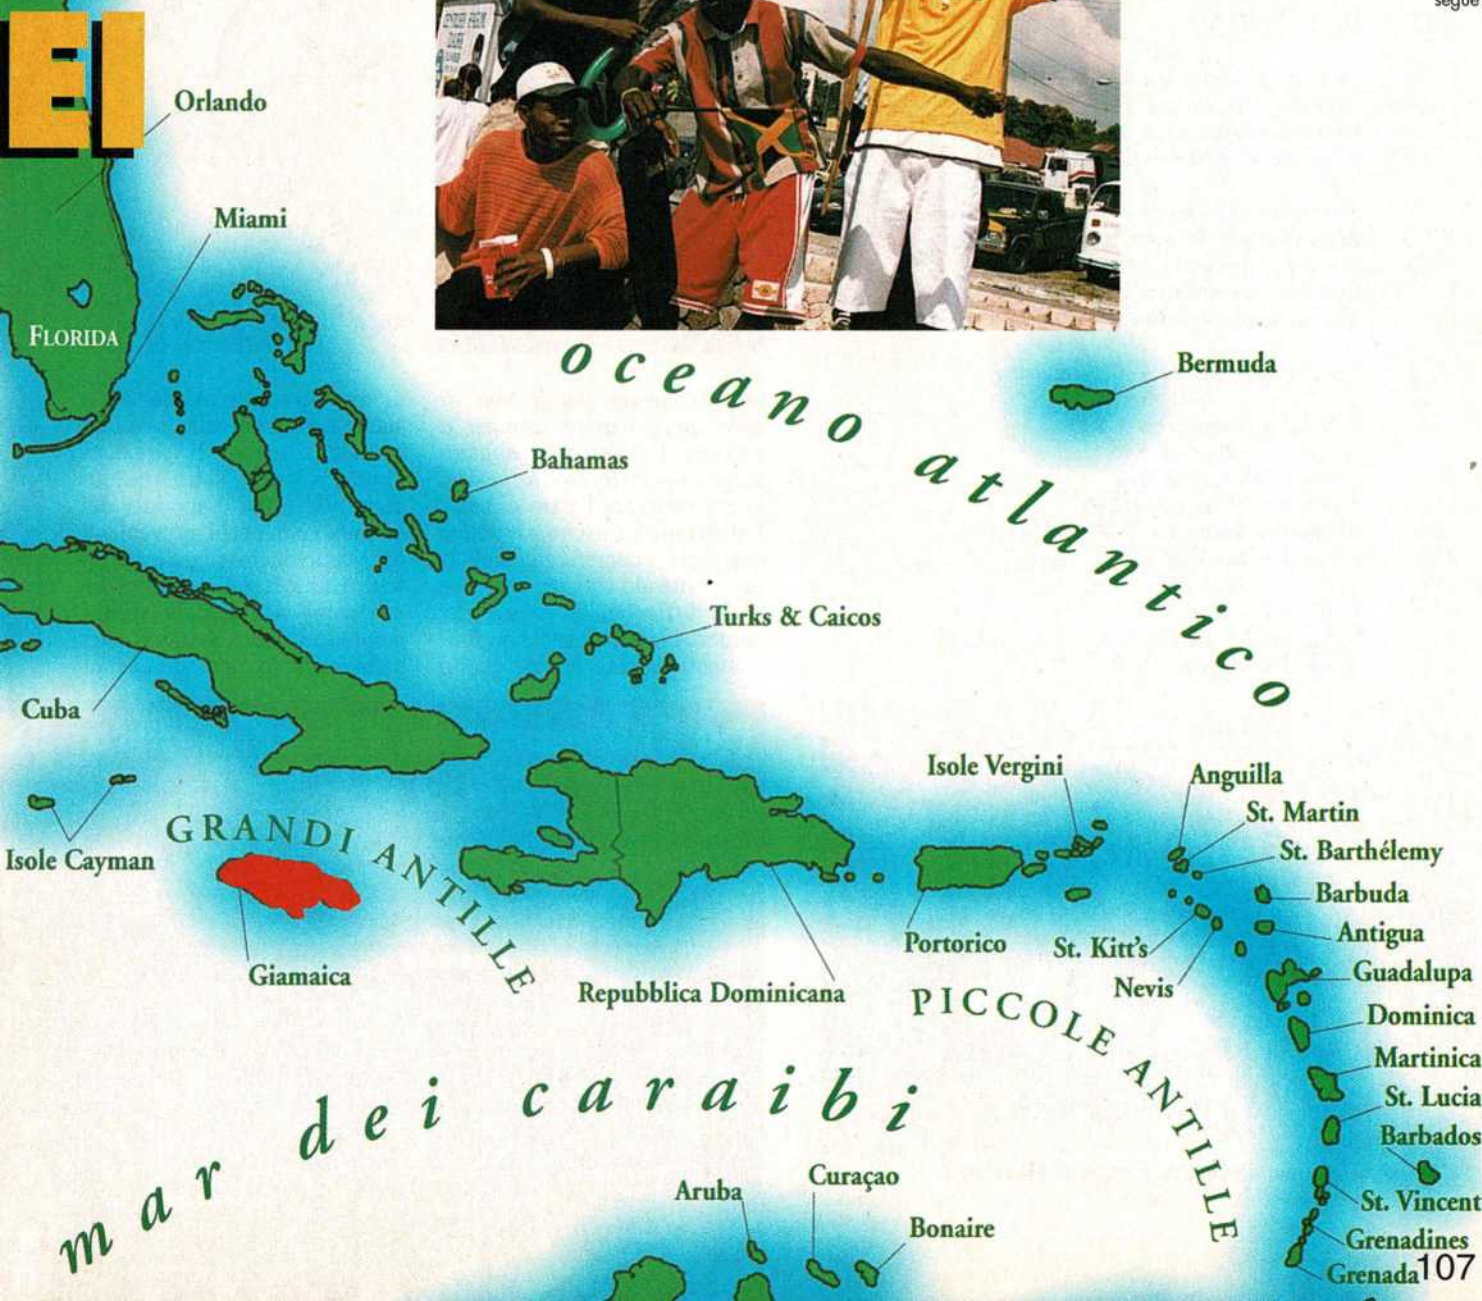 segue
EI
Orlando
Miami
FLORIDA
oceano atlantico
Bermuda
Bahamas
Turks & Caicos
Cuba
Isole Cayman
GRANDI ANTILLE
Giamaica
Repubblica Dominicana
Isole Vergini
Anguilla
St. Martin
St. Barthélemy
Barbuda
Antigua
Portorico
St. Kitt's
Nevis
Guadalupa
Dominica
Martinica
St. Lucia
Barbados
St. Vincent
Grenadines
Grenada
PICCOLE ANTILLE
mar dei caraibi
Aruba
Curaçao
Bonaire
107